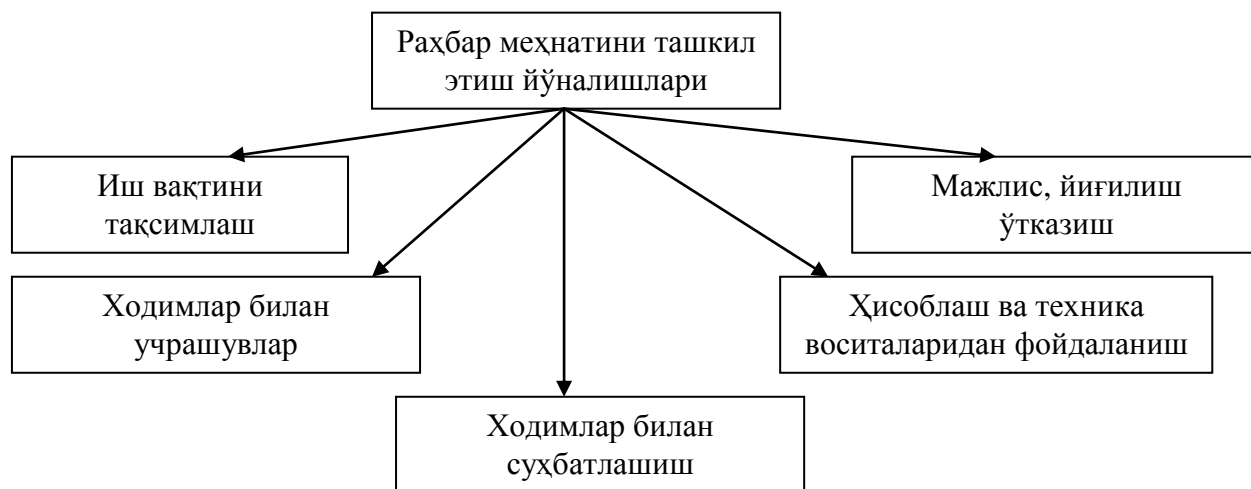 Раҳбар меҳнатини ташкил
этиш йўналишлари
Иш вақтини
тақсимлаш
Мажлис, йиғилиш
ўтказиш
Ходимлар билан
учрашувлар
Ҳисоблаш ва техника
воситаларидан фойдаланиш
Ходимлар билан
суҳбатлашиш